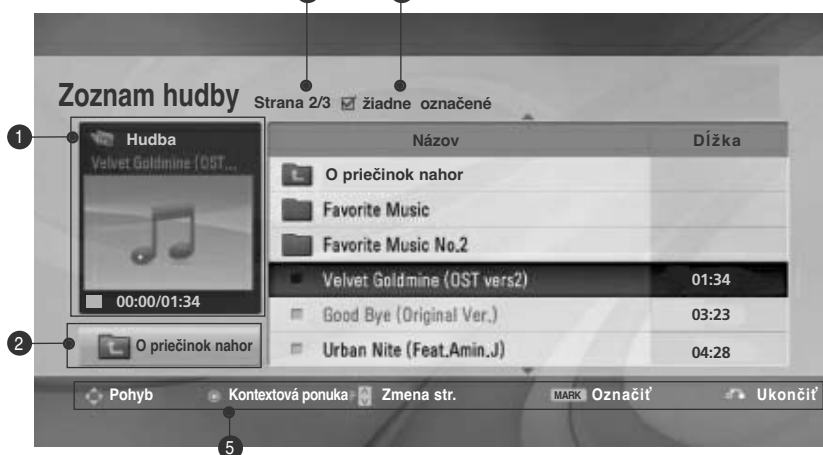 Zoznam hudby Strana 2/3 žiadne označené
1 Hudba
Velvet Goldmine (OST...
00:00/01:34
2 O priečinok nahor
Názov Dĺžka
O priečinok nahor
Favorite Music
Favorite Music No.2
Velvet Goldmine (OST vers2) 01:34
Good Bye (Original Ver.) 03:23
Urban Nite (Feat.Amin.J) 04:28
Pohyb Kontextová ponuka Zmena str. MARK Označiť Ukončiť
5